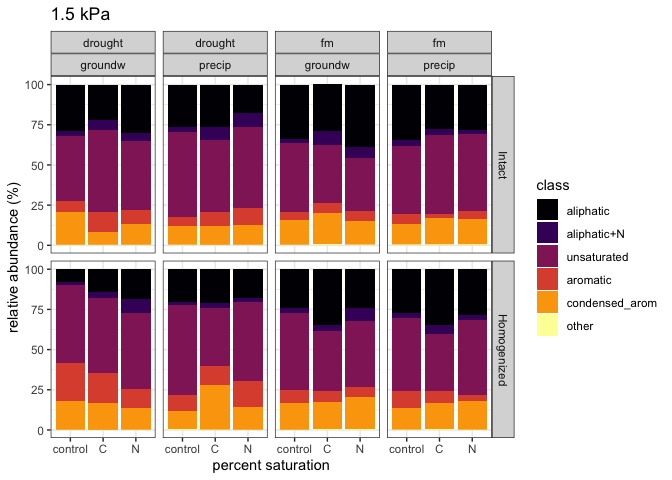 1.5 kPa
drought drought fm fm
groundw precip groundw precip
relative abundance (%)
100
75
50
25
0
Intact
100
75
50
25
0
Homogenized
control C N control C N control C N control C N
percent saturation
class
aliphatic
aliphatic+N
unsaturated
aromatic
condensed_arom
other